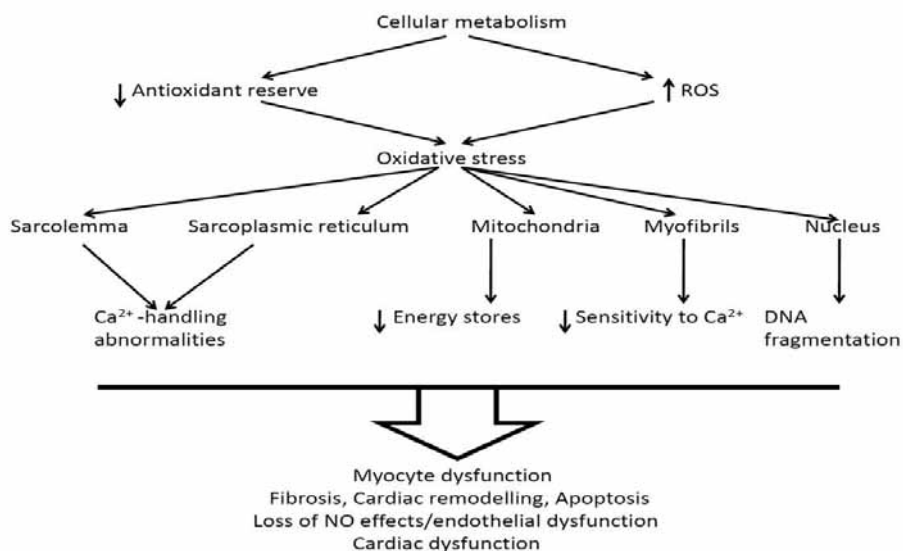 Cellular metabolism
↓ Antioxidant reserve
↑ ROS
Oxidative stress
Sarcolemma
Sarcoplasmic reticulum
Mitochondria
Myofibrils
Nucleus
Ca²⁺ -handling
abnormalities
↓ Energy stores
↓ Sensitivity to Ca²⁺
DNA
fragmentation
Myocyte dysfunction
Fibrosis, Cardiac remodelling, Apoptosis
Loss of NO effects/endothelial dysfunction
Cardiac dysfunction